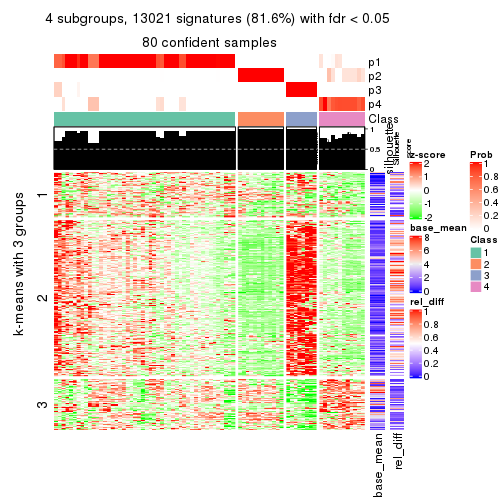 4 subgroups, 13021 signatures (81.6%) with fdr < 0.05
80 confident samples
p1
p2
p3
p4
Class
1
0.5
0
silhouette
Silhouette
score
k-means with 3 groups
1
2
3
base_mean
rel_diff
z-score
2
1
0
-1
-2
base_mean
8
6
4
2
0
rel_diff
1
0.8
0.6
0.4
0.2
0
Prob
1
0.8
0.6
0.4
0.2
0
Class
1
2
3
4